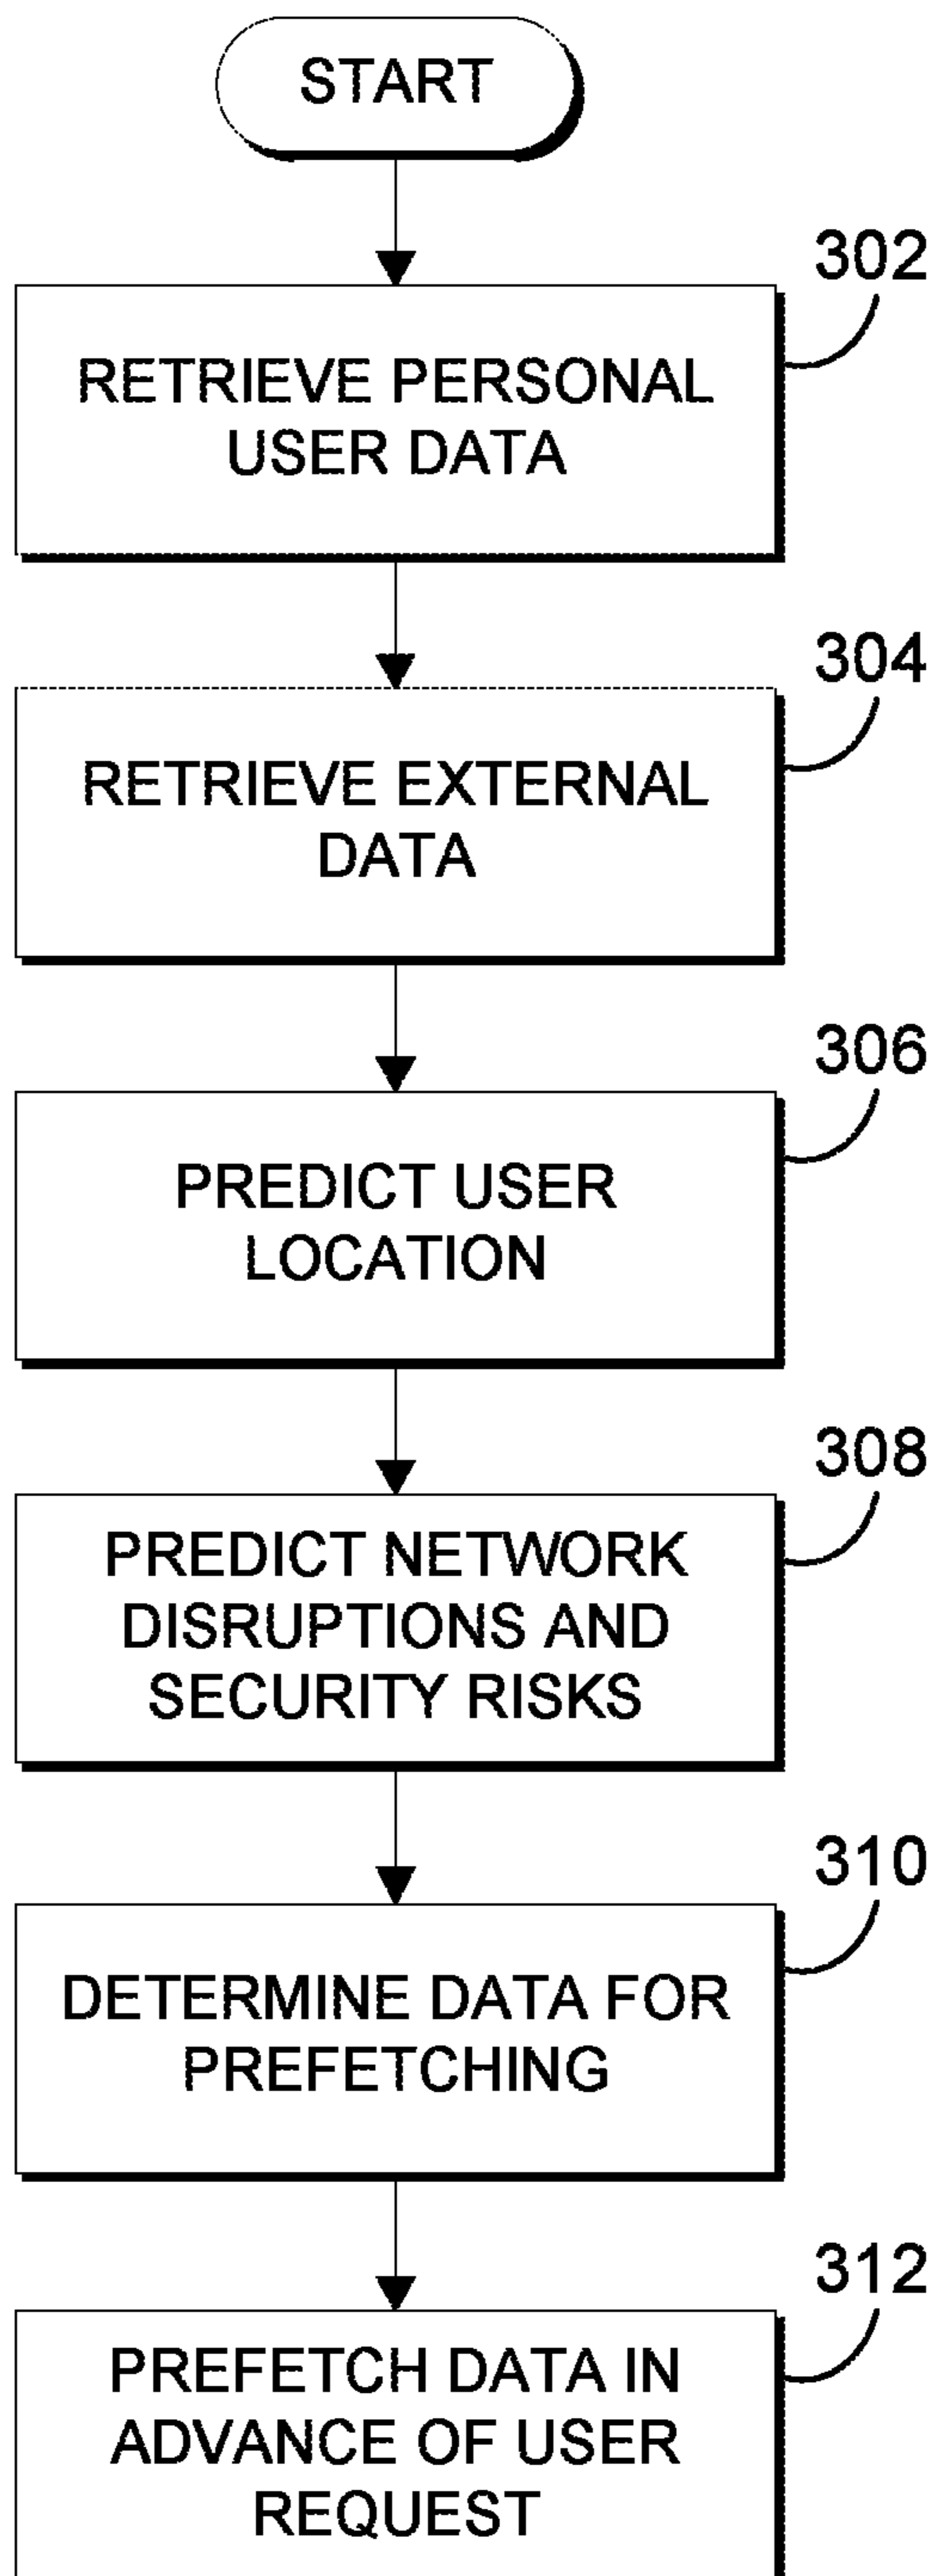 START
302
RETRIEVE PERSONAL
USER DATA
304
RETRIEVE EXTERNAL
DATA
306
PREDICT USER
LOCATION
308
PREDICT NETWORK
DISRUPTIONS AND
SECURITY RISKS
310
DETERMINE DATA FOR
PREFETCHING
312
PREFETCH DATA IN
ADVANCE OF USER
REQUEST